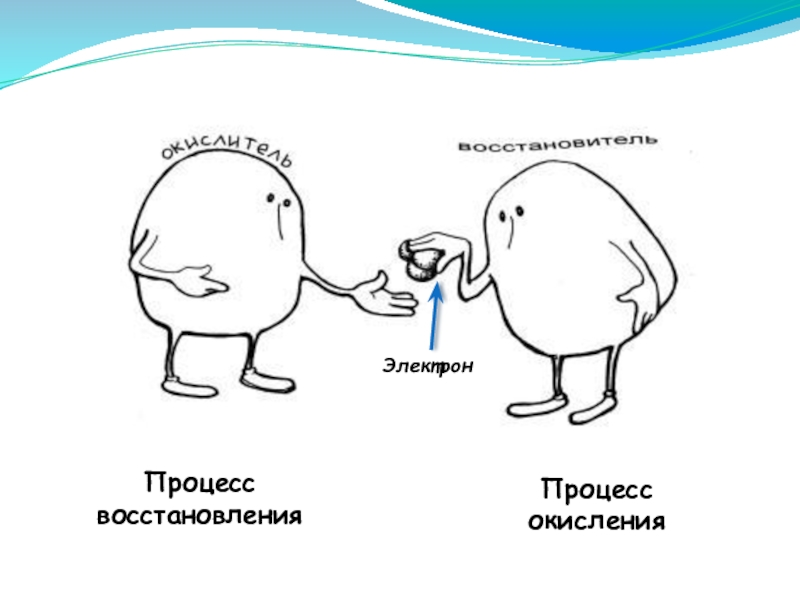 окислитель
восстановитель
Электрон
Процесс
восстановления
Процесс
окисления